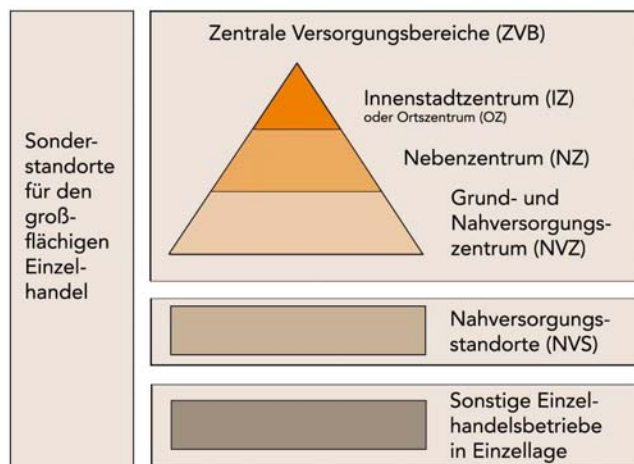 Sonder-
standorte
für den
groß-
flächigen
Einzel-
handel
Zentrale Versorgungsbereiche (ZVB)
Innenstadtzentrum (IZ)
oder Ortszentrum (OZ)
Nebenzentrum (NZ)
Grund- und
Nahversorgungs-
zentrum (NVZ)
Nahversorgungs-
standorte (NVS)
Sonstige Einzel-
handelsbetriebe
in Einzellage